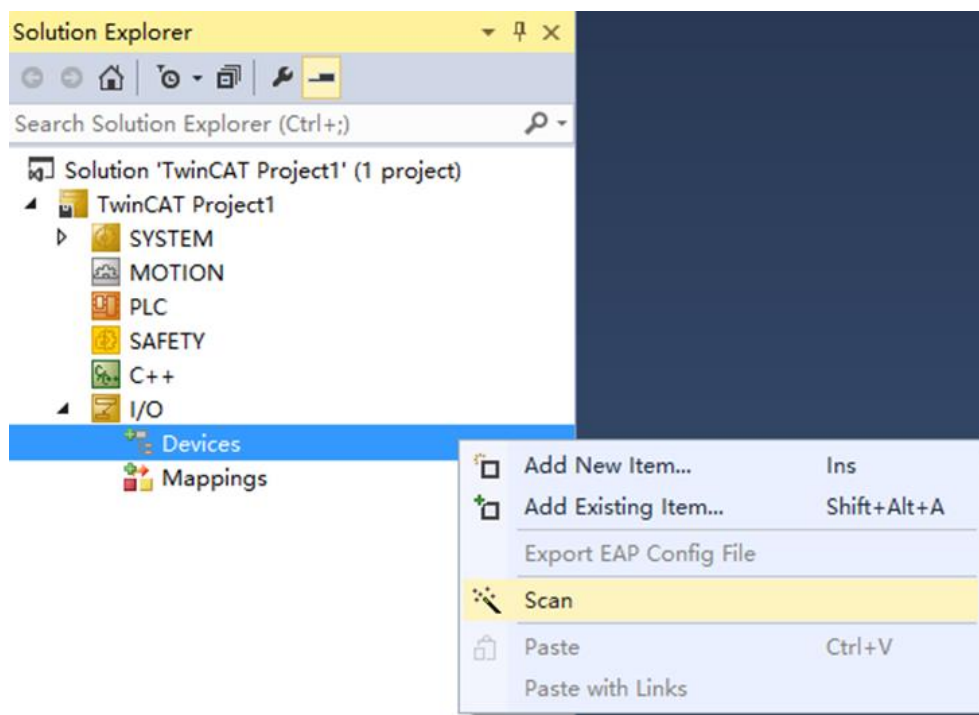 Solution Explorer
Search Solution Explorer (Ctrl+;)
Solution 'TwinCAT Project1' (1 project)
TwinCAT Project1
SYSTEM
MOTION
PLC
SAFETY
C++
I/O
Devices
Mappings
Add New Item... Ins
Add Existing Item... Shift+Alt+A
Export EAP Config File
Scan
Paste Ctrl+V
Paste with Links